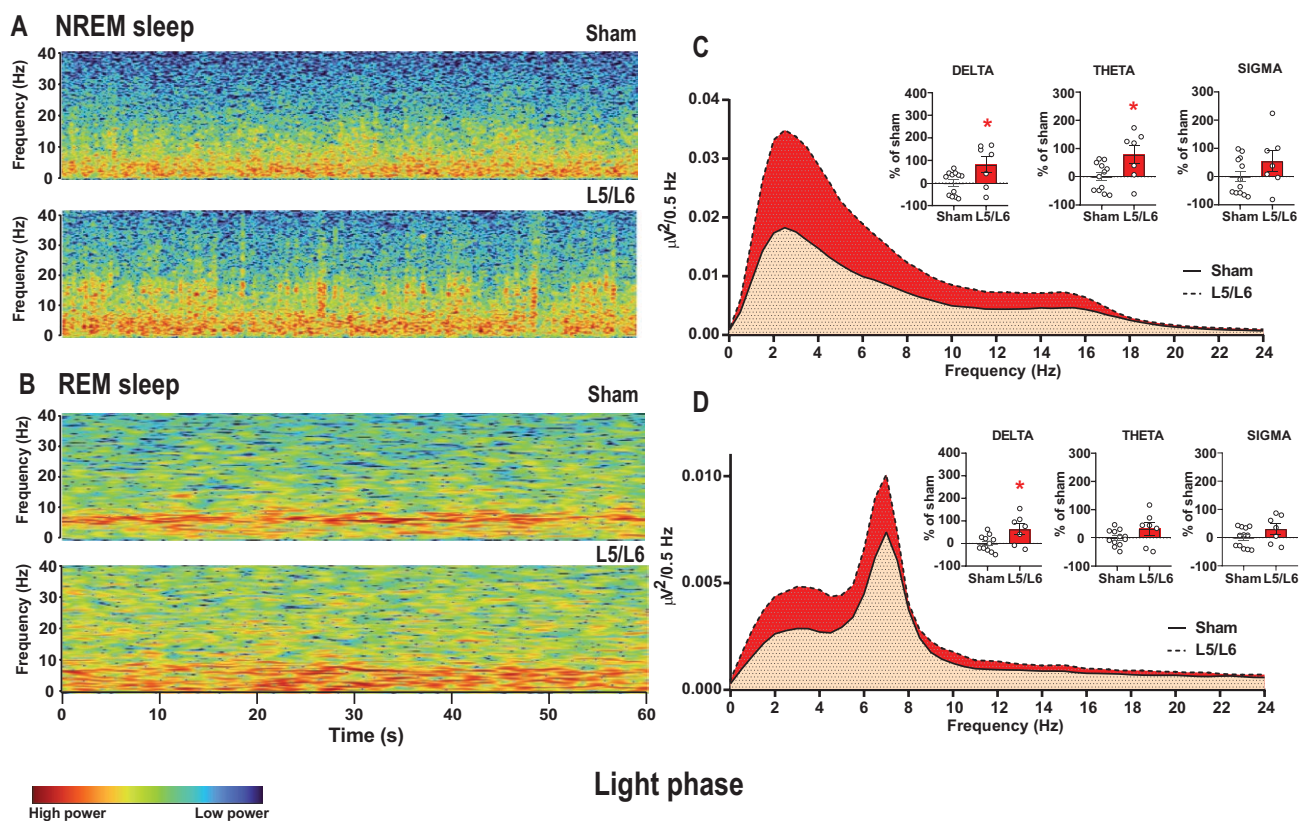 A NREM sleep
Sham
Frequency (Hz)
40
30
20
10
0
L5/L6
Frequency (Hz)
40
30
20
10
0
B REM sleep
Sham
Frequency (Hz)
40
30
20
10
0
L5/L6
Frequency (Hz)
40
30
20
10
0
0 10 20 30 40 50 60
Time (s)
High power Low power
C
μV2/0.5 Hz
0.04
0.03
0.02
0.01
0.00
0 2 4 6 8 10 12 14 16 18 20 22 24
Frequency (Hz)
Sham
L5/L6
DELTA
% of sham
400
300
200
100
0
-100
Sham L5/L6
*
THETA
% of sham
300
200
100
0
-100
Sham L5/L6
*
SIGMA
% of sham
300
200
100
0
-100
Sham L5/L6
D
μV2/0.5 Hz
0.010
0.005
0.000
0 2 4 6 8 10 12 14 16 18 20 22 24
Frequency (Hz)
Sham
L5/L6
DELTA
% of sham
400
300
200
100
0
-100
Sham L5/L6
*
THETA
% of sham
300
200
100
0
-100
Sham L5/L6
SIGMA
% of sham
300
200
100
0
-100
Sham L5/L6
Light phase